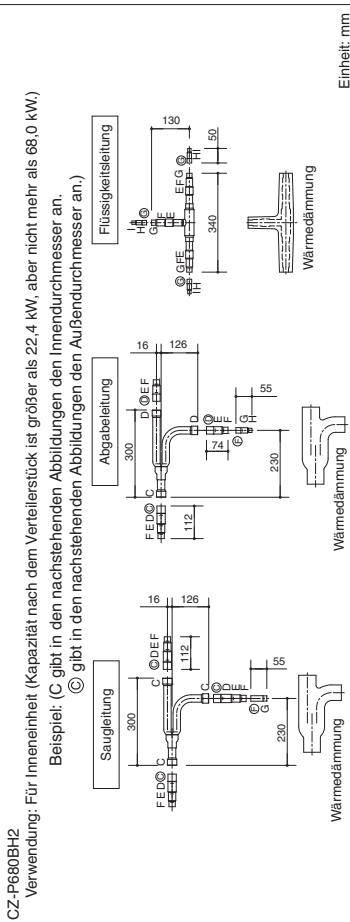 CZ-P680BH2
Verwendung: Für Inneneinheit (Kapazität nach dem Verteilerstück ist größer als 22,4 kW, aber nicht mehr als 68,0 kW.)
Beispiel: (C gibt in den nachstehenden Abbildungen den Innendurchmesser an.
Ⓒ gibt in den nachstehenden Abbildungen den Außendurchmesser an.)
Saugleitung
300
16
126
C
Ⓒ D E F
112
F E D Ⓒ
C
C
Ⓒ
D
E
F
Ⓕ
G
55
230
Wärmedämmung
Abgabeleitung
300
16
126
D
Ⓓ E F
C
F E D Ⓒ
112
D
Ⓓ
E
F
74
Ⓕ
G
H
55
230
Wärmedämmung
Flüssigkeitsleitung
130
I
H
Ⓖ
G
F
E
G F E
E F G
Ⓖ
H I
Ⓖ
I H
340
50
Wärmedämmung
Einheit: mm